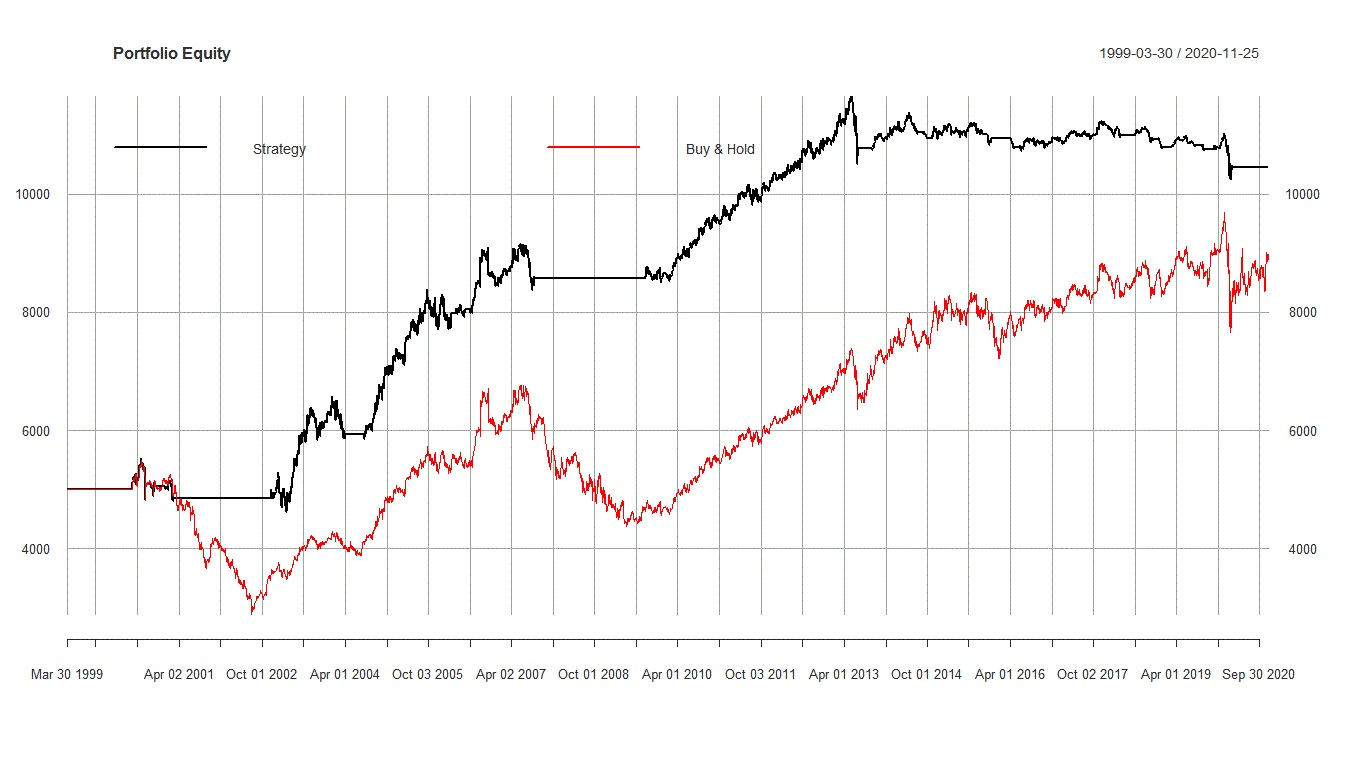 Portfolio Equity 1999-03-30 / 2020-11-25
Strategy Buy & Hold
10000 10000
8000 8000
6000 6000
4000 4000
Mar 30 1999 Apr 02 2001 Oct 01 2002 Apr 01 2004 Oct 03 2005 Apr 02 2007 Oct 01 2008 Apr 01 2010 Oct 03 2011 Apr 01 2013 Oct 01 2014 Apr 01 2016 Oct 02 2017 Apr 01 2019 Sep 30 2020